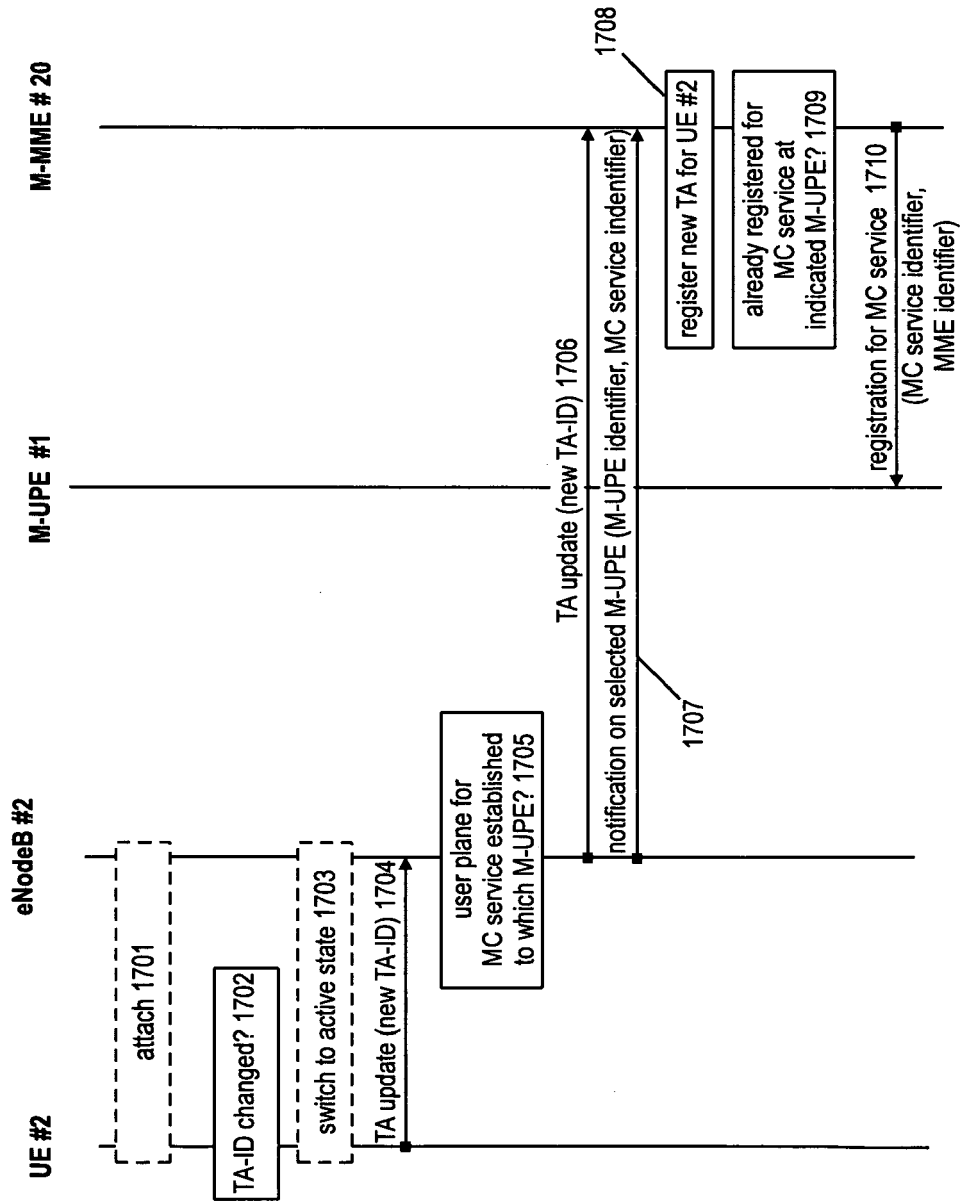 UE #2
eNodeB #2
M-UPE #1
M-MME # 20
attach 1701
TA-ID changed? 1702
switch to active state 1703
TA update (new TA-ID) 1704
user plane for
MC service established
to which M-UPE? 1705
TA update (new TA-ID) 1706
notification on selected M-UPE (M-UPE identifier, MC service indentifier)
1707
1708
register new TA for UE #2
already registered for
MC service at
indicated M-UPE? 1709
registration for MC service 1710
(MC service identifier,
MME identifier)